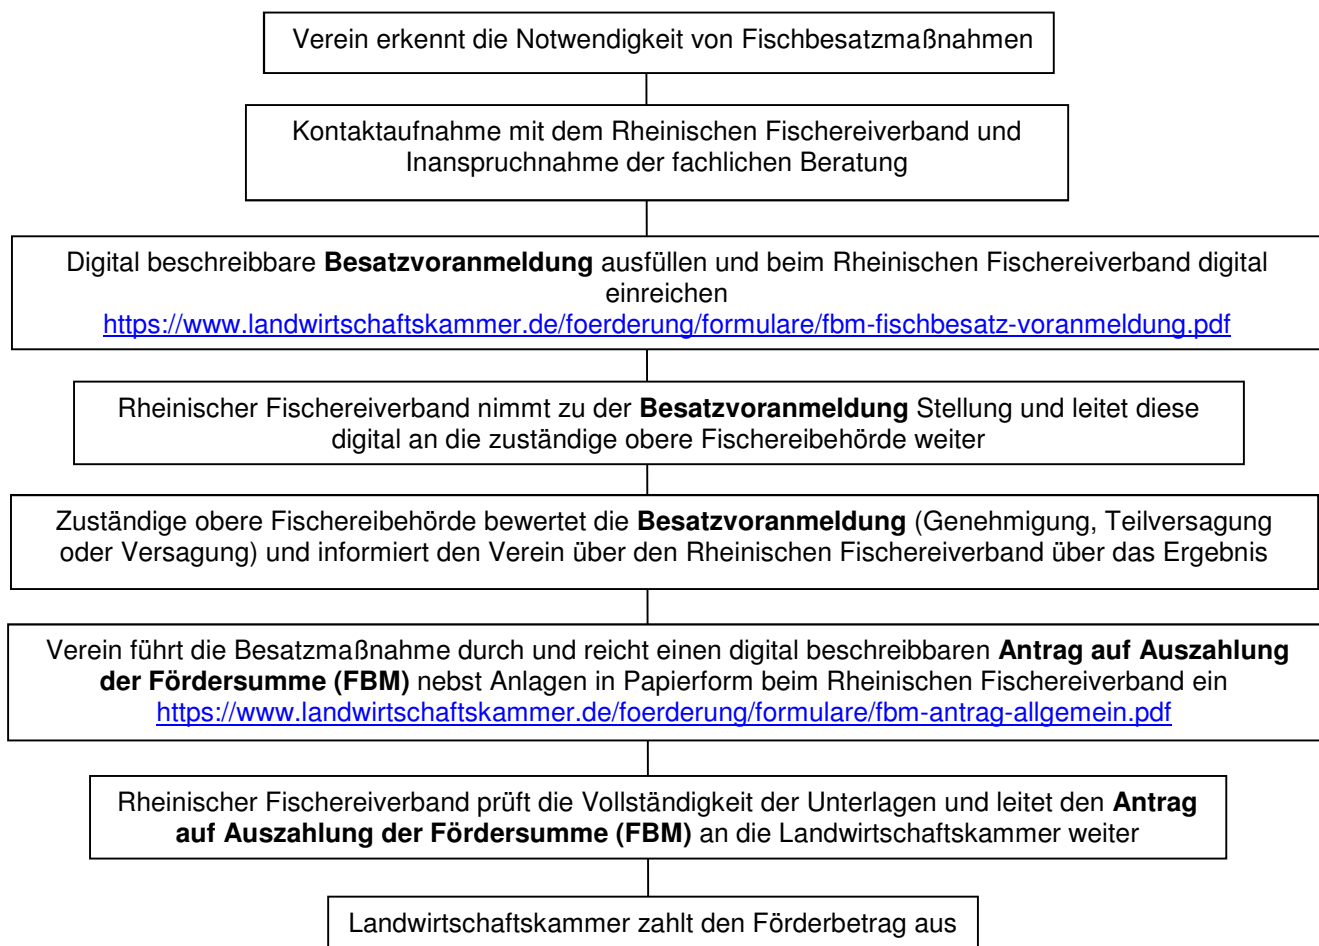 Verein erkennt die Notwendigkeit von Fischbesatzmaßnahmen
Kontaktaufnahme mit dem Rheinischen Fischereiverband und
Inanspruchnahme der fachlichen Beratung
Digital beschreibbare Besatzvoranmeldung ausfüllen und beim Rheinischen Fischereiverband digital
einreichen
https://www.landwirtschaftskammer.de/foerderung/formulare/fbm-fischbesatz-voranmeldung.pdf
Rheinischer Fischereiverband nimmt zu der Besatzvoranmeldung Stellung und leitet diese
digital an die zuständige obere Fischereibehörde weiter
Zuständige obere Fischereibehörde bewertet die Besatzvoranmeldung (Genehmigung, Teilversagung
oder Versagung) und informiert den Verein über den Rheinischen Fischereiverband über das Ergebnis
Verein führt die Besatzmaßnahme durch und reicht einen digital beschreibbaren Antrag auf Auszahlung
der Fördersumme (FBM) nebst Anlagen in Papierform beim Rheinischen Fischereiverband ein
https://www.landwirtschaftskammer.de/foerderung/formulare/fbm-antrag-allgemein.pdf
Rheinischer Fischereiverband prüft die Vollständigkeit der Unterlagen und leitet den Antrag
auf Auszahlung der Fördersumme (FBM) an die Landwirtschaftskammer weiter
Landwirtschaftskammer zahlt den Förderbetrag aus